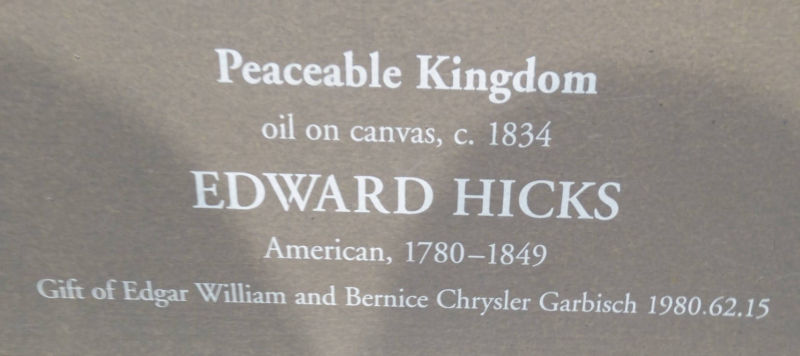 Peaceable Kingdom
oil on canvas, c. 1834
EDWARD HICKS
American, 1780–1849
Gift of Edgar William and Bernice Chrysler Garbisch 1980.62.15